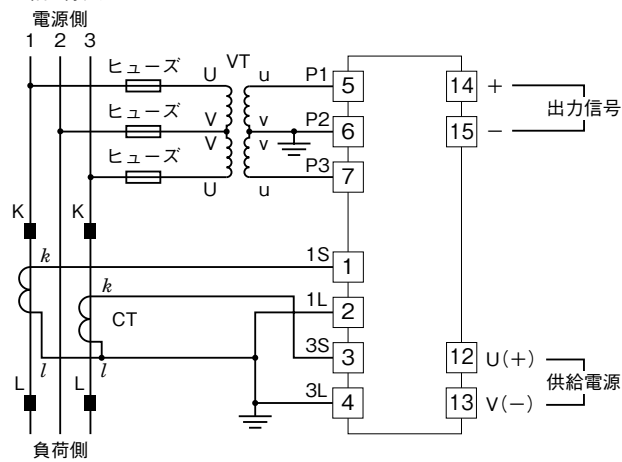 電源側
1 2 3
ヒューズ U VT u P1 5 14 +
出力信号
ヒューズ V v P2 6 15 −
V v
ヒューズ P3 7
U u
K K
k 1S 1
k 1L 2
CT
3S 3 12 U(+)
l l
供給電源
L L 3L 4 13 V(−)
負荷側